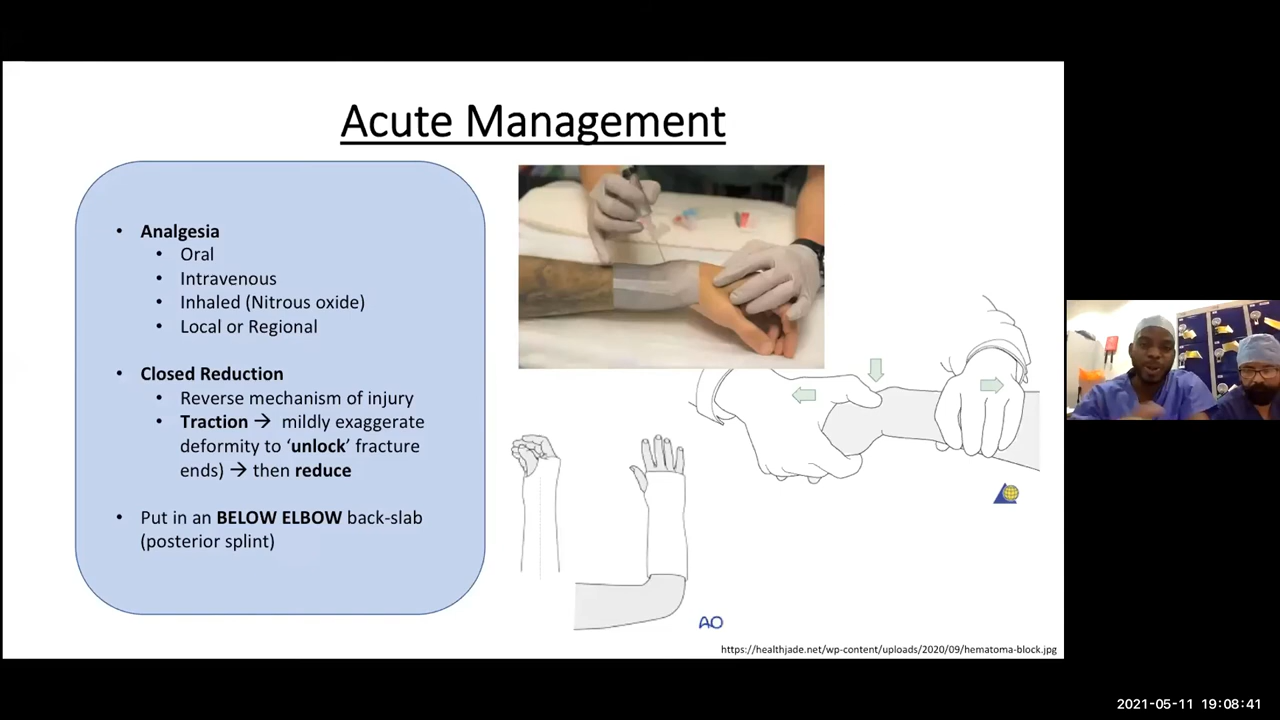 Acute Management
• Analgesia
• Oral
• Intravenous
• Inhaled (Nitrous oxide)
• Local or Regional
• Closed Reduction
• Reverse mechanism of injury
• Traction → mildly exaggerate
deformity to ‘unlock’ fracture
ends) → then reduce
• Put in an BELOW ELBOW back-slab
(posterior splint)
AO
https://healthjade.net/wp-content/uploads/2020/09/hematoma-block.jpg
2021-05-11 19:08:41